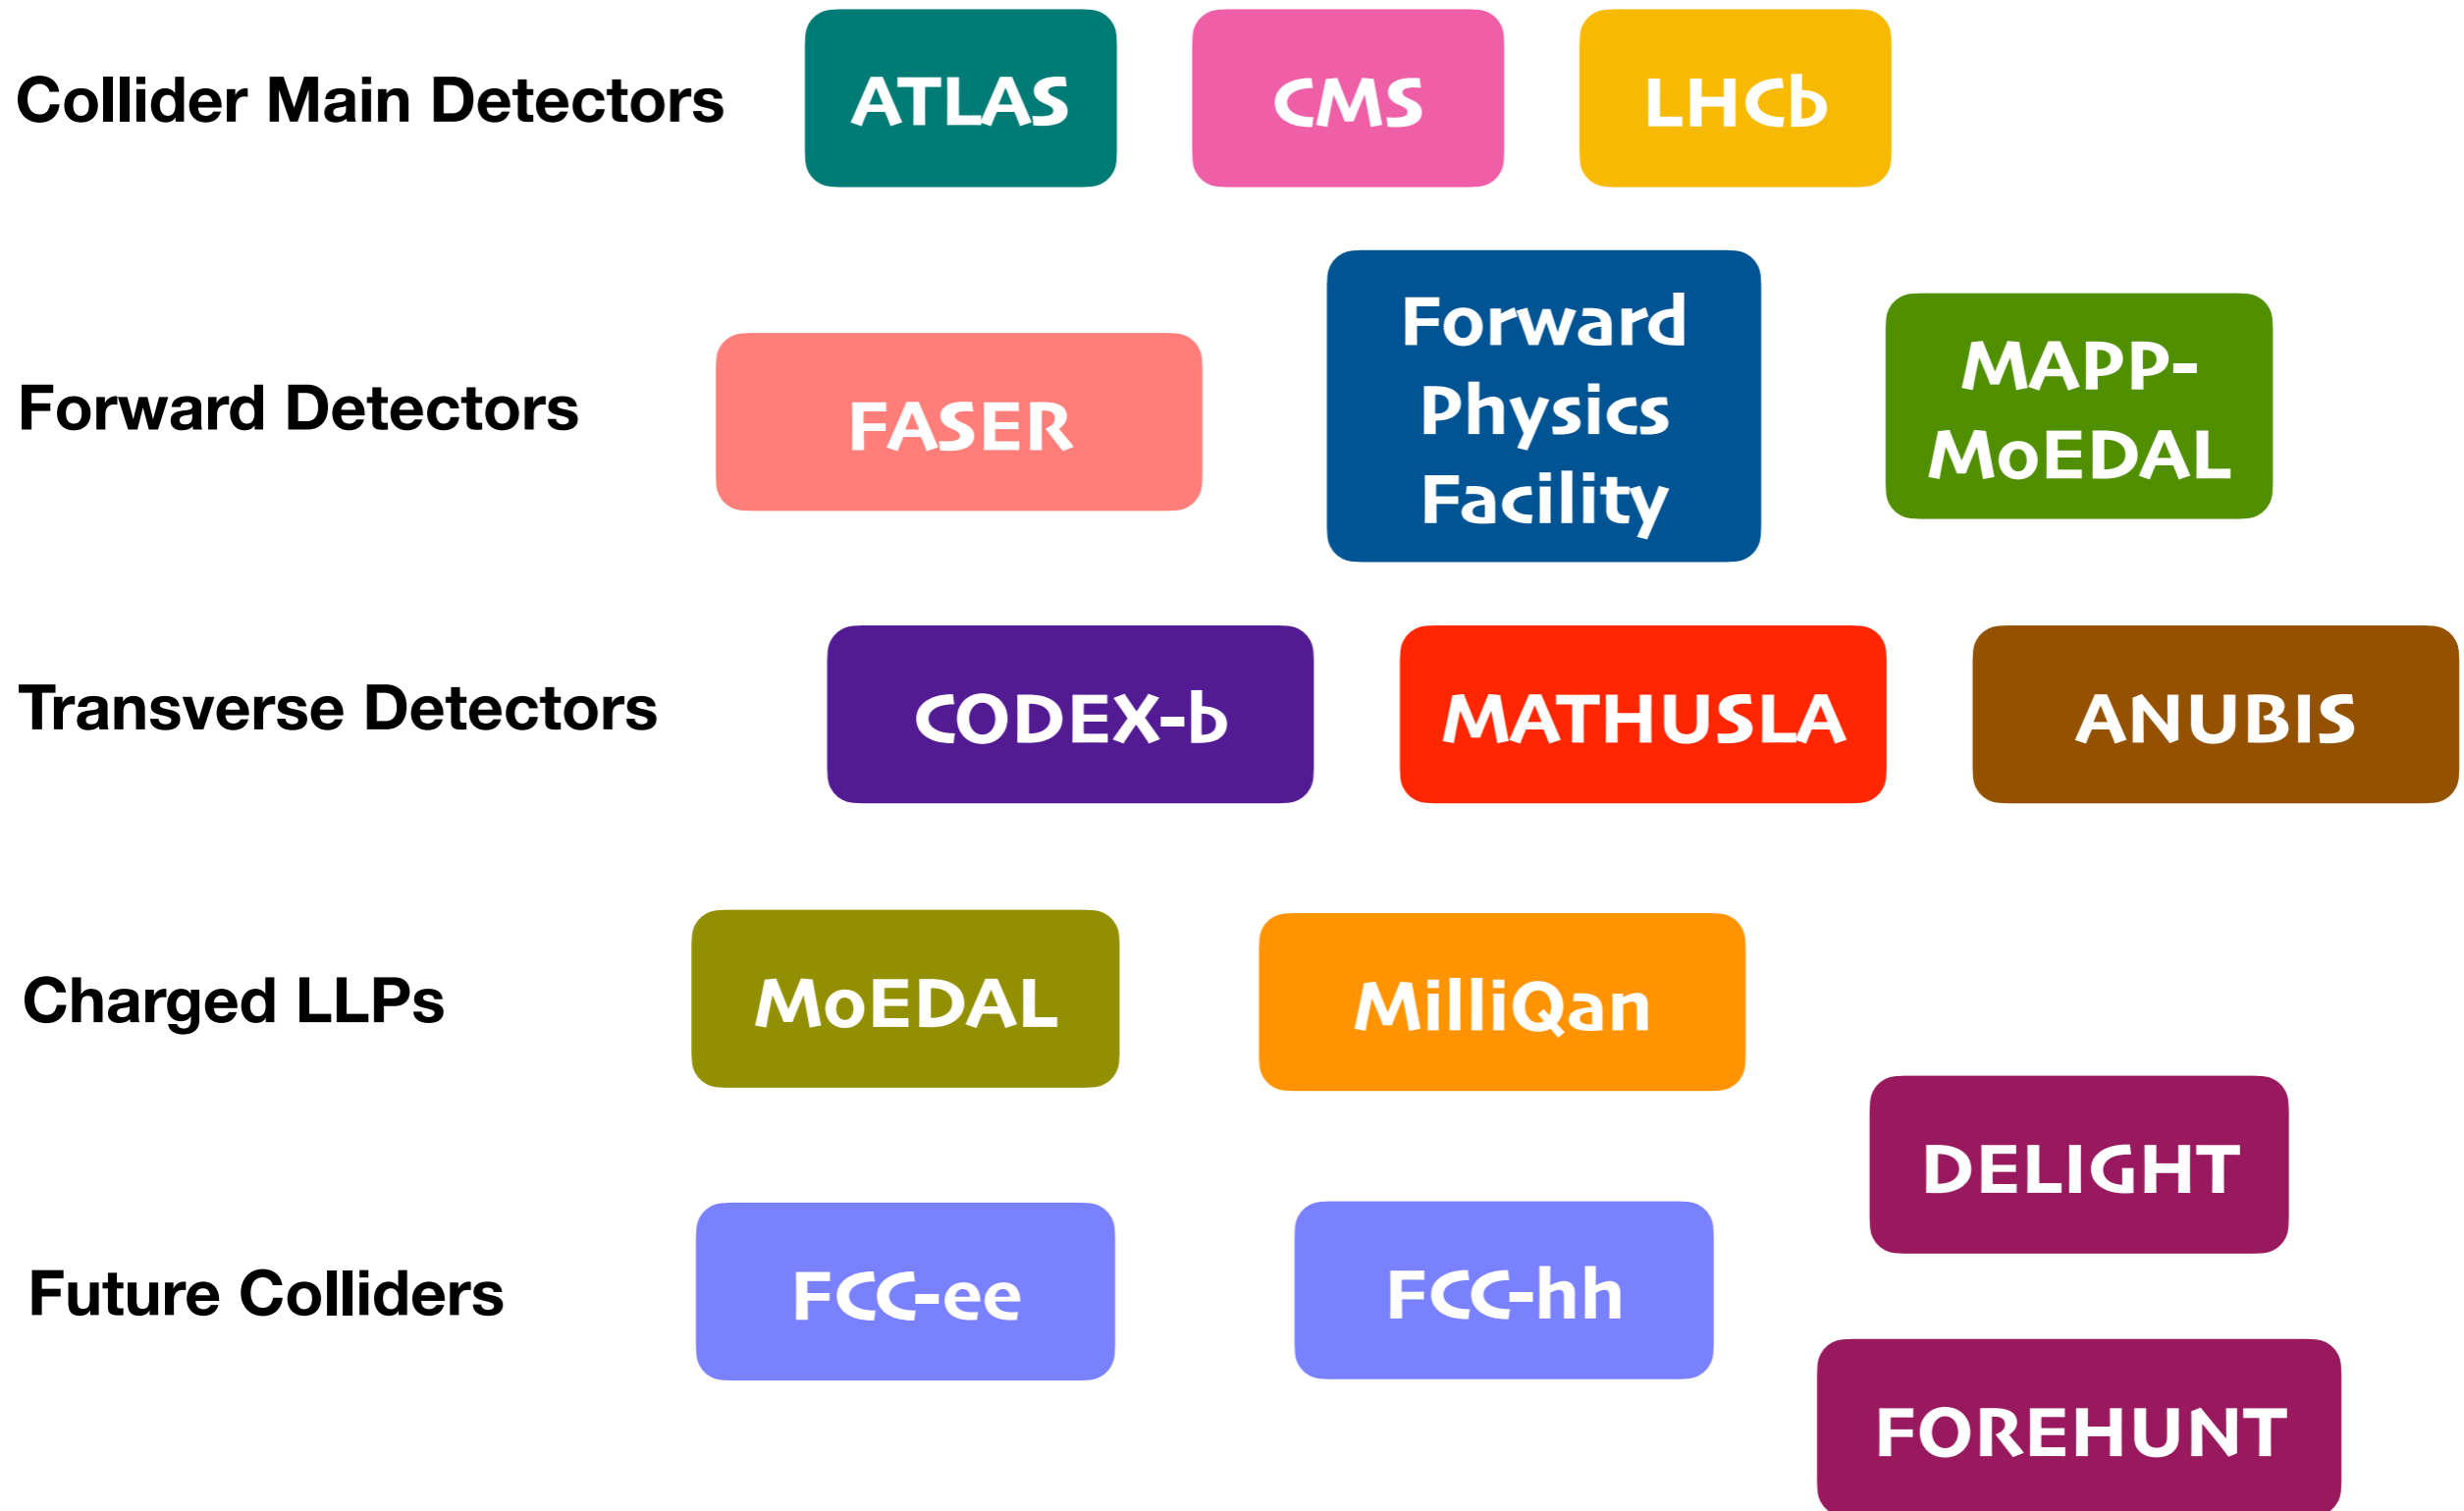 Collider Main Detectors
ATLAS
CMS
LHCb
Forward Detectors
FASER
Forward
Physics
Facility
MAPP-
MoEDAL
Transverse Detectors
CODEX-b
MATHUSLA
ANUBIS
Charged LLPs
MoEDAL
MilliQan
Future Colliders
FCC-ee
FCC-hh
DELIGHT
FOREHUNT